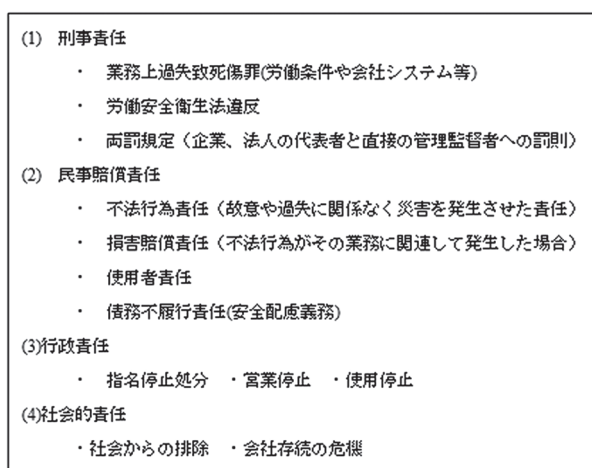 (1)　刑事責任
・　業務上過失致死傷罪(労働条件や会社システム等)
・　労働安全衛生法違反
・　両罰規定（企業、法人の代表者と直接の管理監督者への罰則）
(2)　民事賠償責任
・　不法行為責任（故意や過失に関係なく災害を発生させた責任）
・　損害賠償責任（不法行為がその業務に関連して発生した場合）
・　使用者責任
・　債務不履行責任(安全配慮義務)
(3)行政責任
・　指名停止処分　・営業停止　・使用停止
(4)社会的責任
・社会からの排除　・会社存続の危機